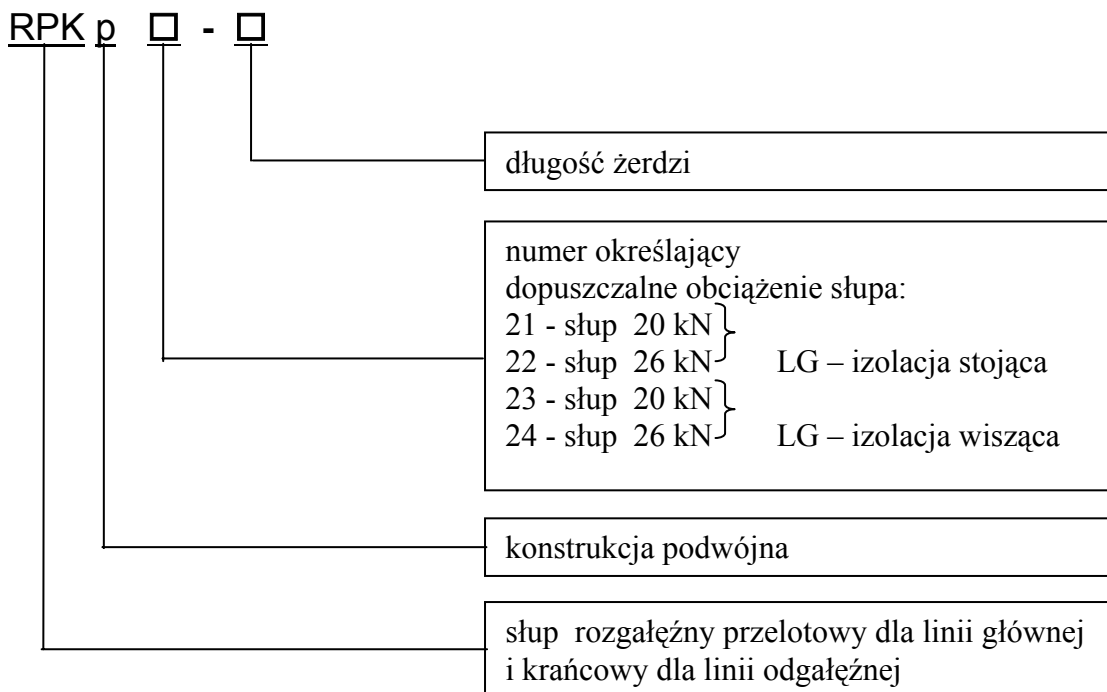 RPK p □ - □
długość żerdzi
numer określający
dopuszczalne obciążenie słupa:
21 - słup 20 kN
22 - słup 26 kN LG – izolacja stojąca
23 - słup 20 kN
24 - słup 26 kN LG – izolacja wisząca
konstrukcja podwójna
słup rozgałęźny przelotowy dla linii głównej
i krańcowy dla linii odgałęźnej